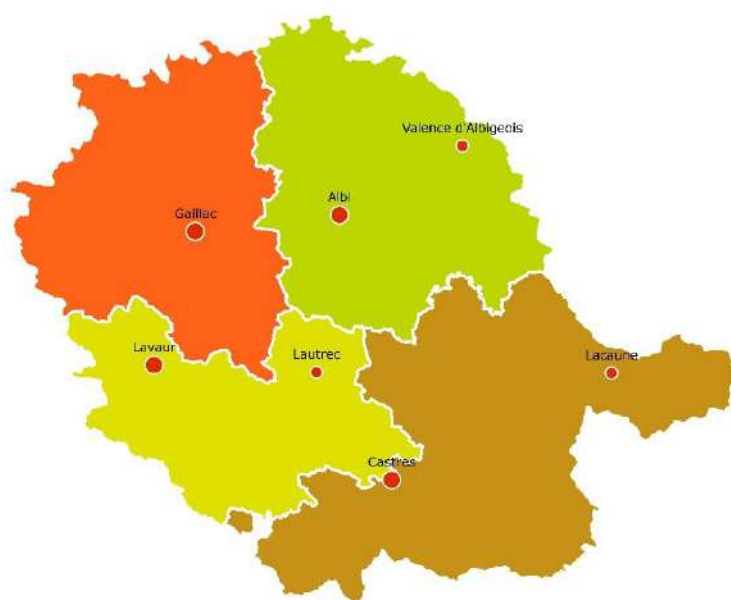 Valence d'Albigeois
Albi
Gaillac
Lavaur
Lautrec
Lacaune
Castres